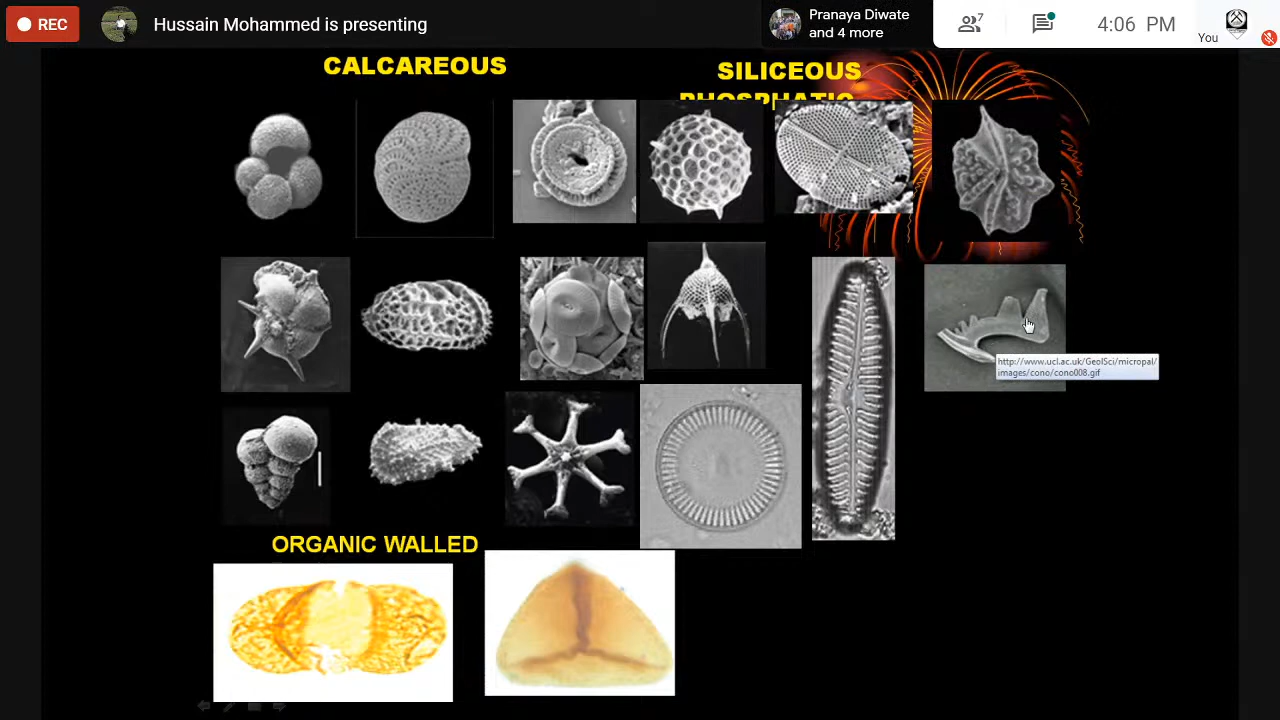 REC
Hussain Mohammed is presenting
Pranaya Diwate
and 4 more
7
4:06 PM
You
CALCAREOUS
SILICEOUS
PHOSPHATIC
http://www.ucl.ac.uk/GeolSci/micropal/
images/cono/cono008.gif
ORGANIC WALLED